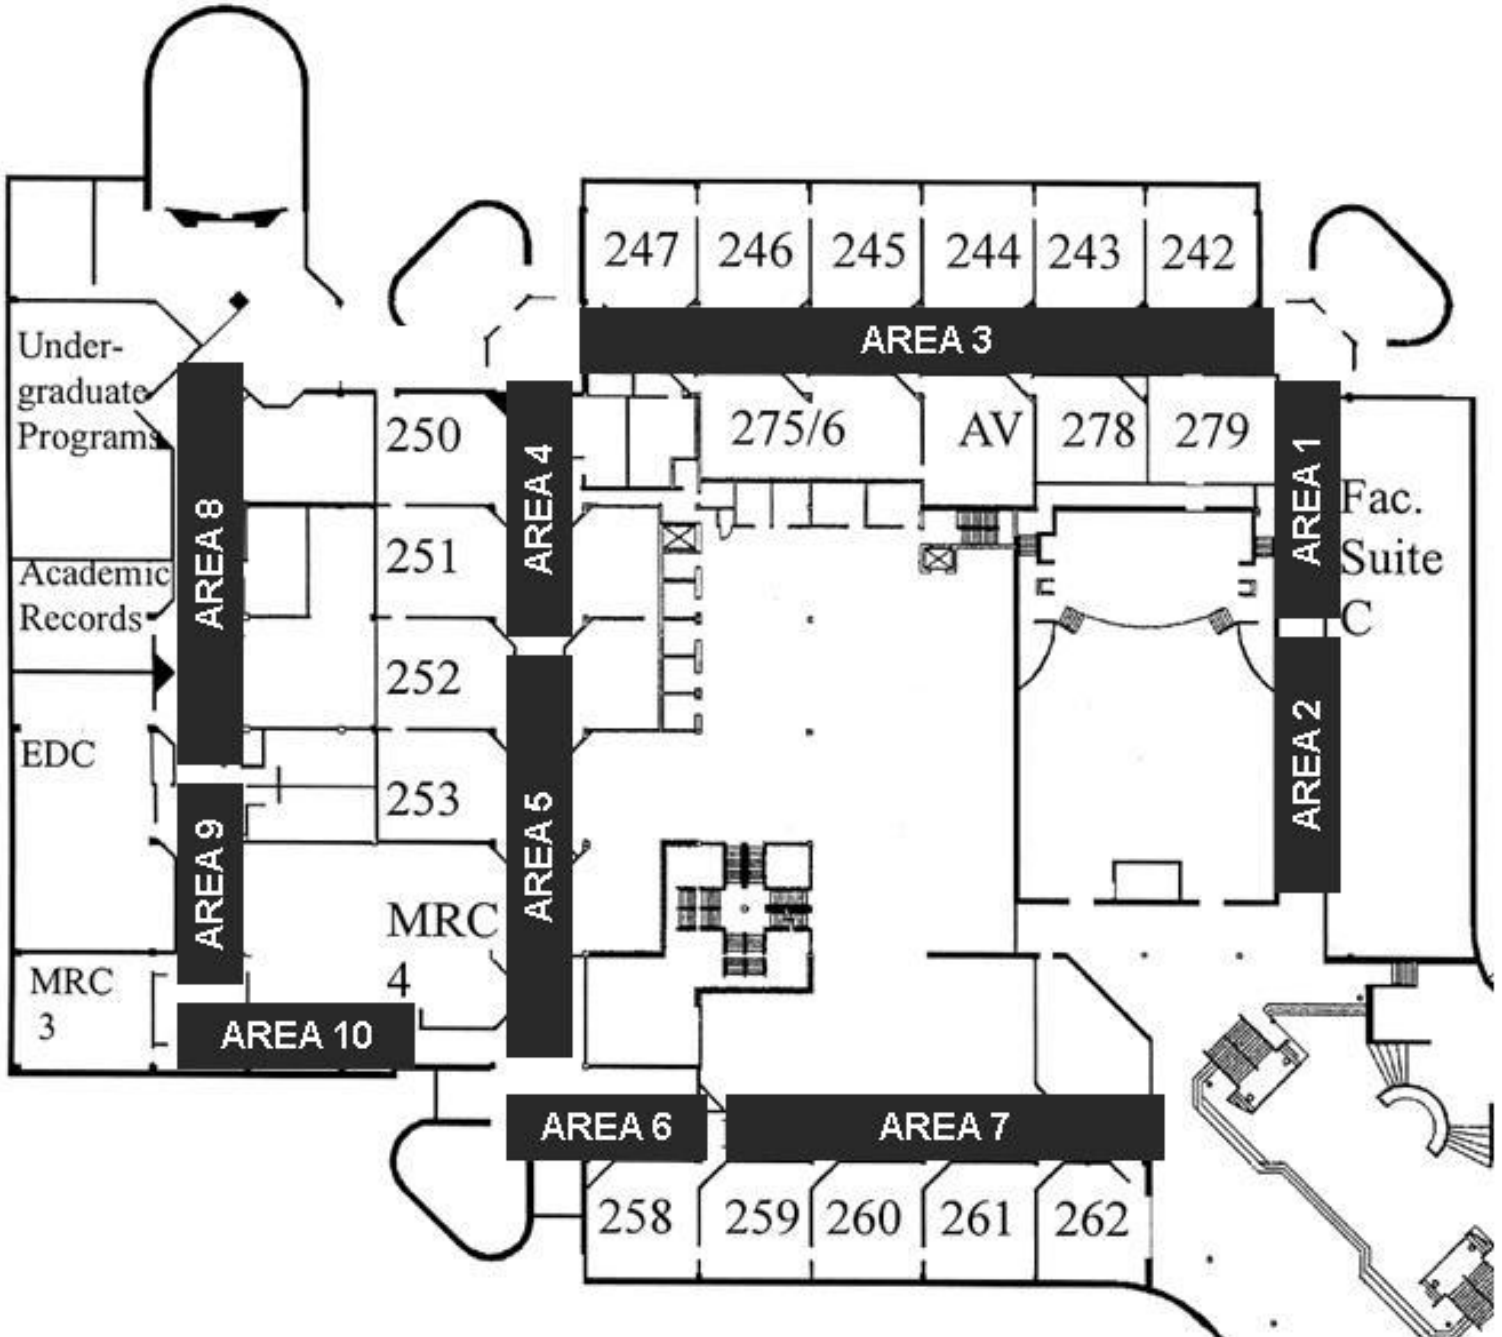 247 246 245 244 243 242
AREA 3
Under-
graduate
Programs
250
275/6 AV 278 279
AREA 8
AREA 4
AREA 1
Fac.
Suite
C
251
Academic
Records
252
AREA 2
EDC
253
AREA 9
AREA 5
MRC
4
MRC
3
AREA 10
AREA 6 AREA 7
258 259 260 261 262